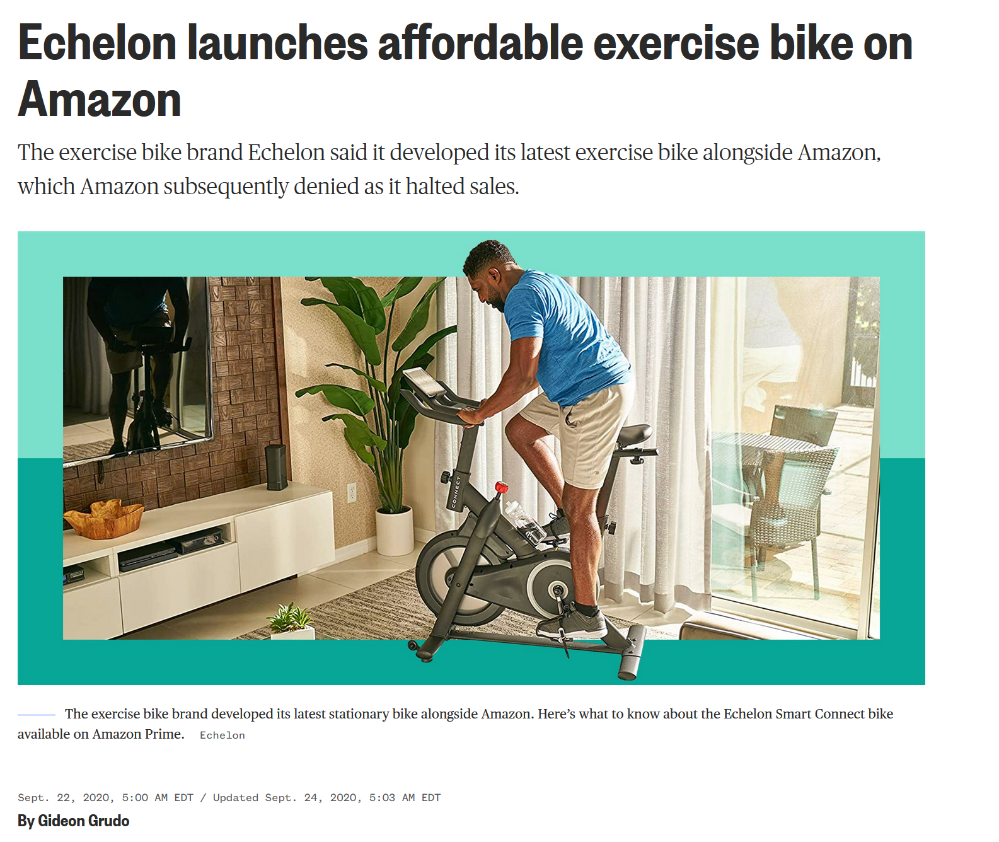 Echelon launches affordable exercise bike on
Amazon
The exercise bike brand Echelon said it developed its latest exercise bike alongside Amazon,
which Amazon subsequently denied as it halted sales.
CONNECT
The exercise bike brand developed its latest stationary bike alongside Amazon. Here’s what to know about the Echelon Smart Connect bike
available on Amazon Prime. Echelon
Sept. 22, 2020, 5:00 AM EDT / Updated Sept. 24, 2020, 5:03 AM EDT
By Gideon Grudo